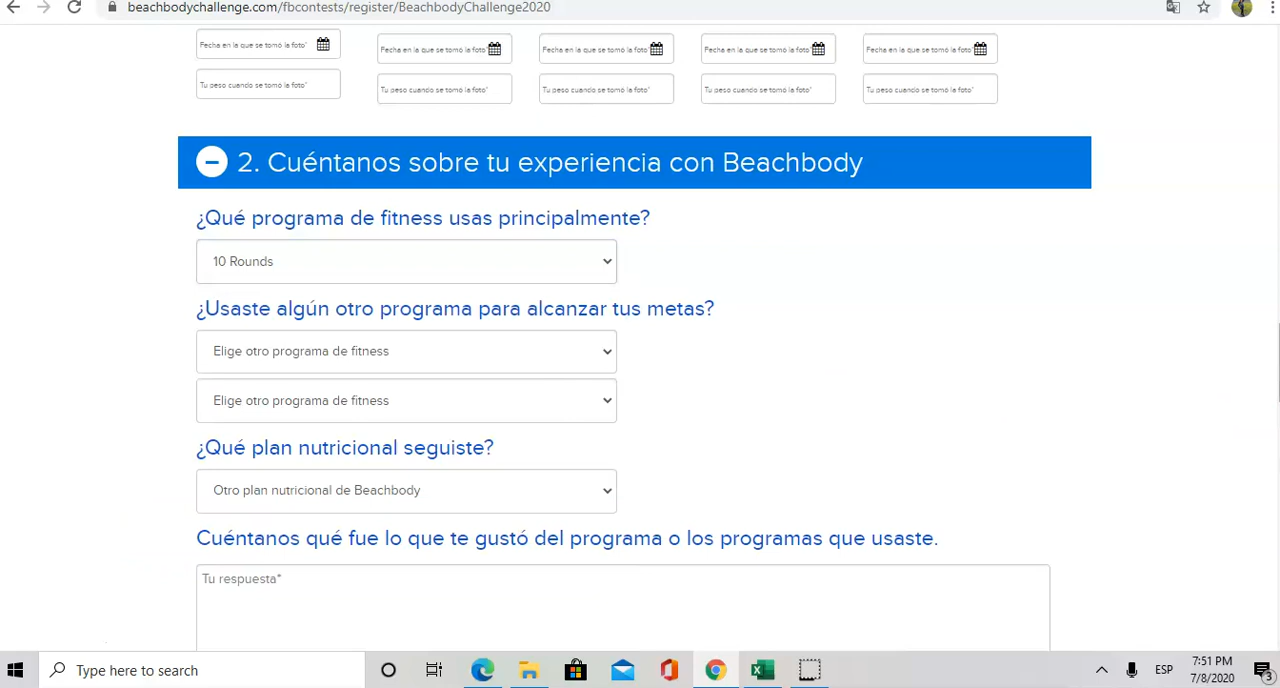 beachbodychallenge.com/fbcontests/register/BeachbodyChallenge2020
Fecha en la que se tomó la foto* Fecha en la que se tomó la foto* Fecha en la que se tomó la foto* Fecha en la que se tomó la foto* Fecha en la que se tomó la foto*
Tu peso cuando se tomó la foto* Tu peso cuando se tomó la foto* Tu peso cuando se tomó la foto* Tu peso cuando se tomó la foto* Tu peso cuando se tomó la foto*
2. Cuéntanos sobre tu experiencia con Beachbody
¿Qué programa de fitness usas principalmente?
10 Rounds
¿Usaste algún otro programa para alcanzar tus metas?
Elige otro programa de fitness
Elige otro programa de fitness
¿Qué plan nutricional seguiste?
Otro plan nutricional de Beachbody
Cuéntanos qué fue lo que te gustó del programa o los programas que usaste.
Tu respuesta*
Type here to search
ESP
7:51 PM
7/8/2020
3